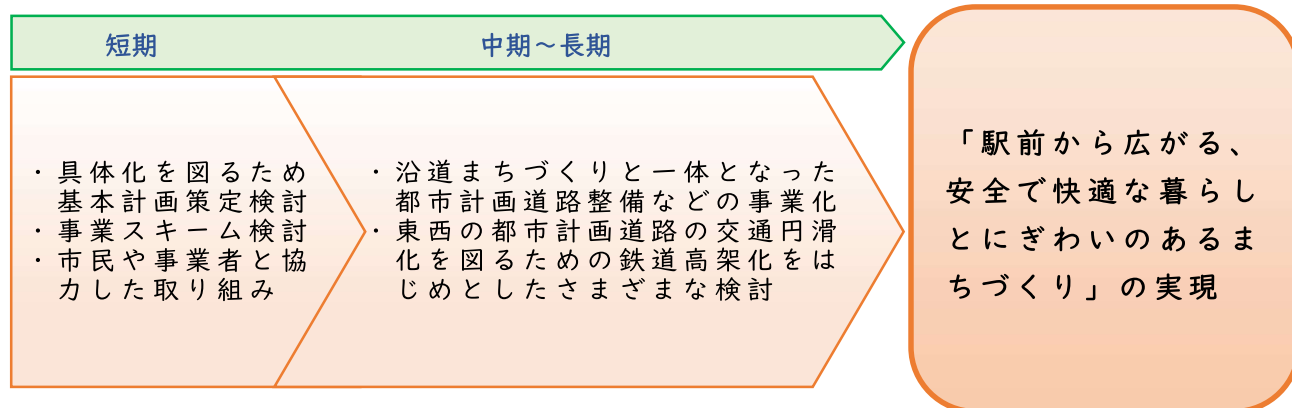 短期
中期～長期
・具体化を図るため
基本計画策定検討
・事業スキーム検討
・市民や事業者と協
力した取り組み
・沿道まちづくりと一体となった
都市計画道路整備などの事業化
・東西の都市計画道路の交通円滑
化を図るための鉄道高架化をは
じめとしたさまざまな検討
「駅前から広がる、
安全で快適な暮らし
とにぎわいのあるま
ちづくり」の実現